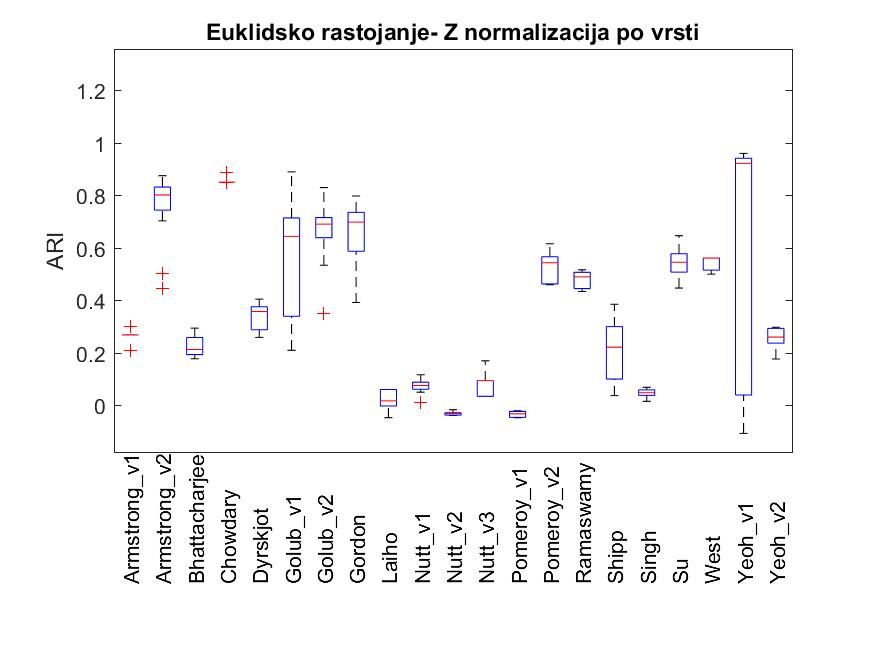 Euklidsko rastojanje- Z normalizacija po vrsti
ARI
1.2
1
0.8
0.6
0.4
0.2
0
Armstrong_v1
Armstrong_v2
Bhattacharjee
Chowdary
Dyrskjot
Golub_v1
Golub_v2
Gordon
Laiho
Nutt_v1
Nutt_v2
Nutt_v3
Pomeroy_v1
Pomeroy_v2
Ramaswamy
Shipp
Singh
Su
West
Yeoh_v1
Yeoh_v2